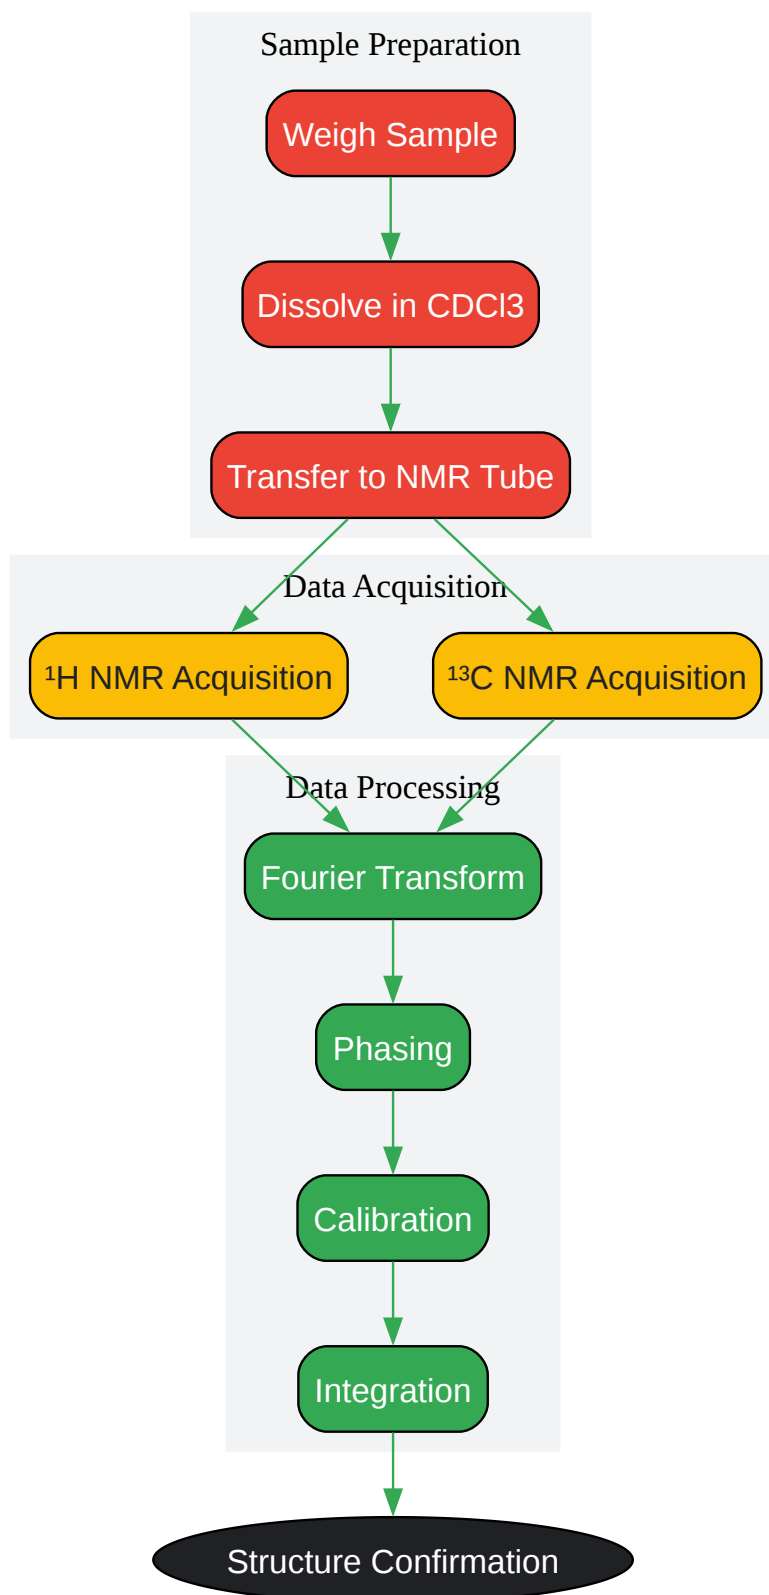 Sample Preparation
Weigh Sample
Dissolve in CDCl3
Transfer to NMR Tube
Data Acquisition
¹H NMR Acquisition
¹³C NMR Acquisition
Data Processing
Fourier Transform
Phasing
Calibration
Integration
Structure Confirmation